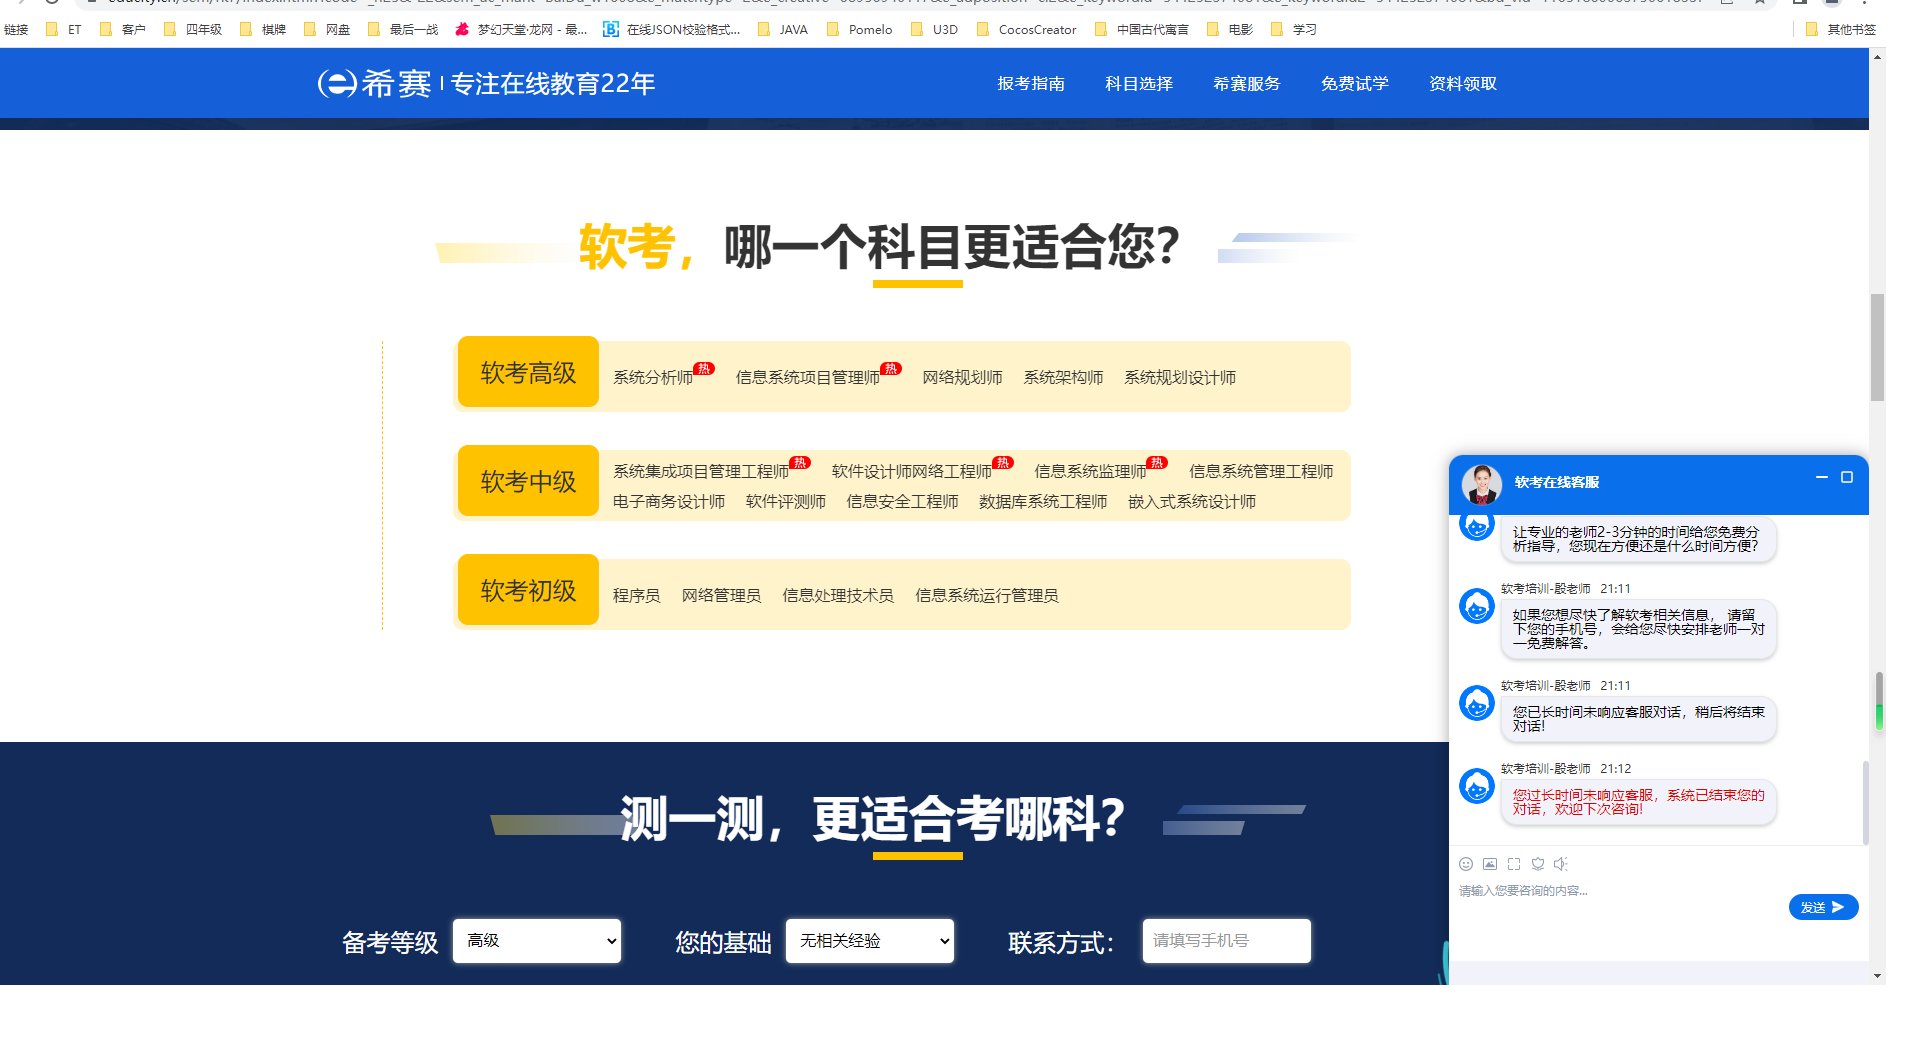 链接 ET 客户 四年级 棋牌 网盘 最后一战 梦幻天堂·龙网 - 最... 在线JSON校验格式... JAVA Pomelo U3D CocosCreator 中国古代寓言 电影 学习 其他书签
希赛 专注在线教育22年 报考指南 科目选择 希赛服务 免费试学 资料领取
软考，哪一个科目更适合您？
软考高级 系统分析师 热 信息系统项目管理师 热 网络规划师 系统架构师 系统规划设计师
软考中级 系统集成项目管理工程师 热 软件设计师网络工程师 热 信息系统监理师 热 信息系统管理工程师
电子商务设计师 软件评测师 信息安全工程师 数据库系统工程师 嵌入式系统设计师
软考初级 程序员 网络管理员 信息处理技术员 信息系统运行管理员
测一测，更适合考哪科？
备考等级 高级 您的基础 无相关经验 联系方式： 请填写手机号
软考在线客服
让专业的老师2-3分钟的时间给您免费分
析指导，您现在方便还是什么时间方便？
软考培训-殷老师 21:11
如果您想尽快了解软考相关信息， 请留
下您的手机号，会给您尽快安排老师一对
一免费解答。
软考培训-殷老师 21:11
您已长时间未响应客服对话，稍后将结束
对话!
软考培训-殷老师 21:12
您过长时间未响应客服，系统已结束您的
对话，欢迎下次咨询!
请输入您要咨询的内容...
发送